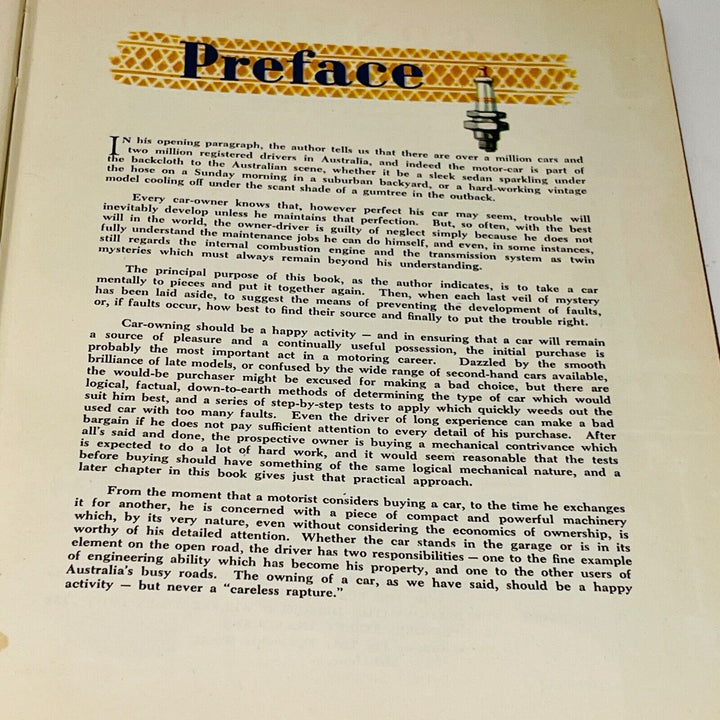 Preface
IN his opening paragraph, the author tells us that there are over a million cars and
two million registered drivers in Australia, and indeed the motor-car is part of
the backcloth to the Australian scene, whether it be a sleek sedan sparkling under
the hose on a Sunday morning in a suburban backyard, or a hard-working vintage
model cooling off under the scant shade of a gumtree in the outback.
Every car-owner knows that, however perfect his car may seem, trouble will
inevitably develop unless he maintains that perfection. But, so often, with the best
will in the world, the owner-driver is guilty of neglect simply because he does not
fully understand the maintenance jobs he can do himself, and even, in some instances,
still regards the internal combustion engine and the transmission system as twin
mysteries which must always remain beyond his understanding.
The principal purpose of this book, as the author indicates, is to take a car
mentally to pieces and put it together again. Then, when each last veil of mystery
has been laid aside, to suggest the means of preventing the development of faults,
or, if faults occur, how best to find their source and finally to put the trouble right.
Car-owning should be a happy activity — and in ensuring that a car will remain
a source of pleasure and a continually useful possession, the initial purchase is
probably the most important act in a motoring career. Dazzled by the smooth
brilliance of late models, or confused by the wide range of second-hand cars available,
the would-be purchaser might be excused for making a bad choice, but there are
logical, factual, down-to-earth methods of determining the type of car which would
suit him best, and a series of step-by-step tests to apply which quickly weeds out the
used car with too many faults. Even the driver of long experience can make a bad
bargain if he does not pay sufficient attention to every detail of his purchase. After
all's said and done, the prospective owner is buying a mechanical contrivance which
is expected to do a lot of hard work, and it would seem reasonable that the tests
before buying should have something of the same logical mechanical nature, and a
later chapter in this book gives just that practical approach.
From the moment that a motorist considers buying a car, to the time he exchanges
it for another, he is concerned with a piece of compact and powerful machinery
which, by its very nature, even without considering the economics of ownership, is
worthy of his detailed attention. Whether the car stands in the garage or is in its
element on the open road, the driver has two responsibilities — one to the fine example
of engineering ability which has become his property, and one to the other users of
Australia's busy roads. The owning of a car, as we have said, should be a happy
activity — but never a "careless rapture."